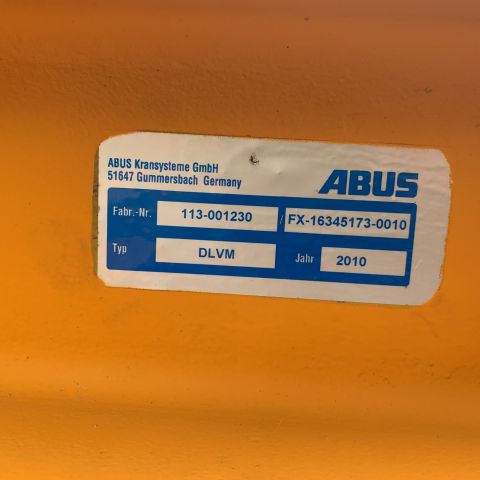 ABUS Kransysteme GmbH
51647 Gummersbach Germany
ABUS
Fabr.-Nr. 113-001230 / FX-16345173-0010
Typ DLVM Jahr 2010